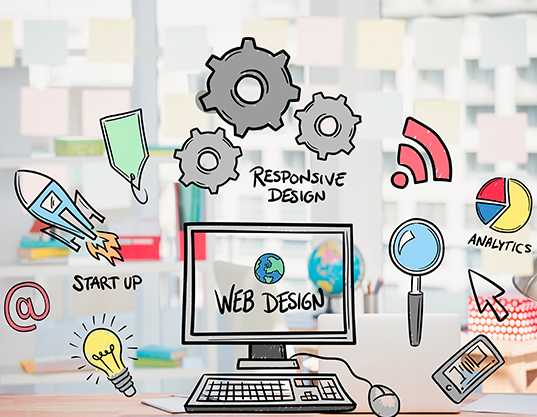 RESPONSIVE
DESIGN
ANALYTICS
START UP
@
WEB DESIGN